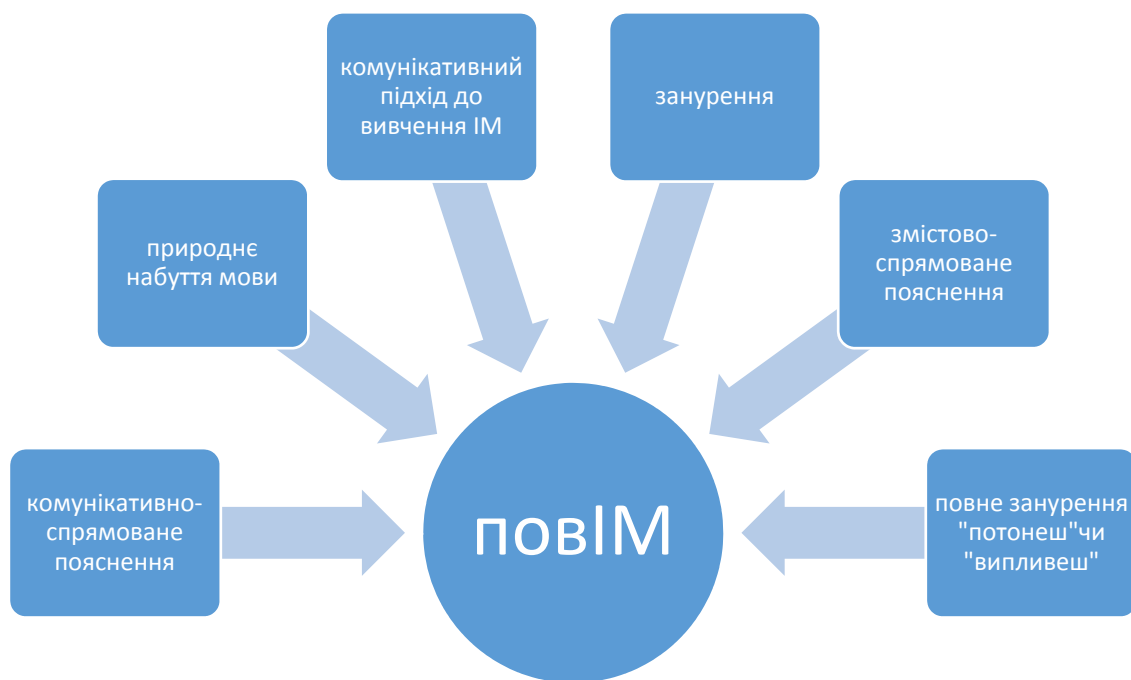 комунікативний
підхід до
вивчення ІМ
занурення
природнє
набуття мови
змістово-
спрямоване
пояснення
комунікативно-
спрямоване
пояснення
повІМ
повне занурення
"потонеш"чи
"випливеш"